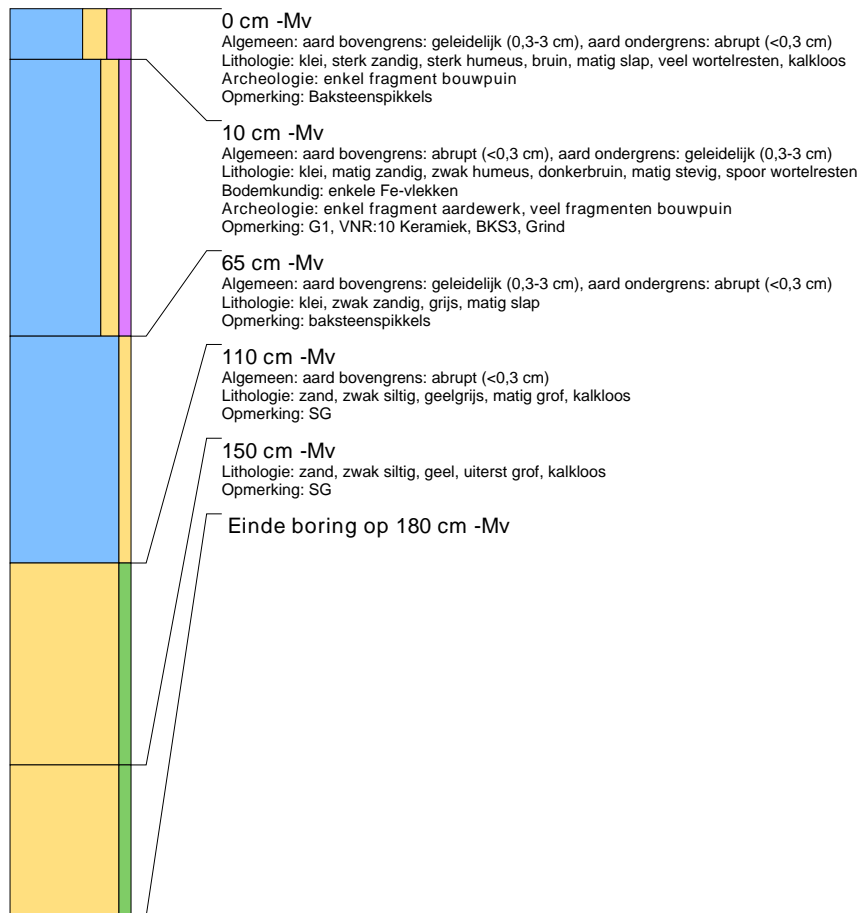 0 cm -Mv
Algemeen: aard bovengrens: geleidelijk (0,3-3 cm), aard ondergrens: abrupt (<0,3 cm)
Lithologie: klei, sterk zandig, sterk humeus, bruin, matig slap, veel wortelresten, kalkloos
Archeologie: enkel fragment bouwpuin
Opmerking: Baksteenspikkels
10 cm -Mv
Algemeen: aard bovengrens: abrupt (<0,3 cm), aard ondergrens: geleidelijk (0,3-3 cm)
Lithologie: klei, matig zandig, zwak humeus, donkerbruin, matig stevig, spoor wortelresten
Bodemkundig: enkele Fe-vlekken
Archeologie: enkel fragment aardewerk, veel fragmenten bouwpuin
Opmerking: G1, VNR:10 Keramiek, BKS3, Grind
65 cm -Mv
Algemeen: aard bovengrens: geleidelijk (0,3-3 cm), aard ondergrens: abrupt (<0,3 cm)
Lithologie: klei, zwak zandig, grijs, matig slap
Opmerking: baksteenspikkels
110 cm -Mv
Algemeen: aard bovengrens: abrupt (<0,3 cm)
Lithologie: zand, zwak siltig, geelgrijs, matig grof, kalkloos
Opmerking: SG
150 cm -Mv
Lithologie: zand, zwak siltig, geel, uiterst grof, kalkloos
Opmerking: SG
Einde boring op 180 cm -Mv